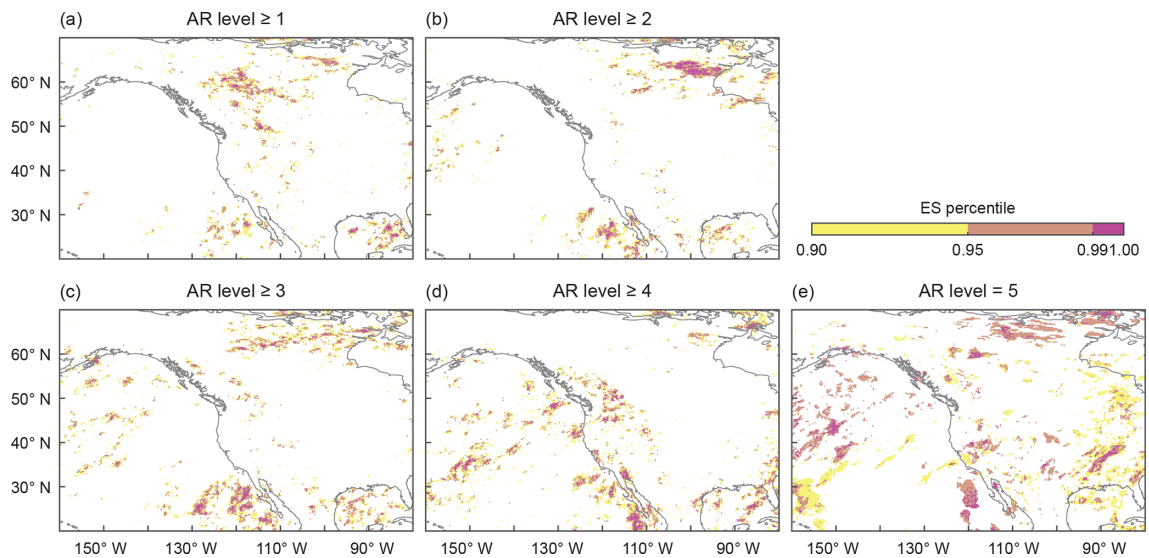 (a) AR level ≥ 1
(b) AR level ≥ 2
60° N
50° N
40° N
30° N
ES percentile
0.90 0.95 0.991.00
(c) AR level ≥ 3
(d) AR level ≥ 4
(e) AR level = 5
60° N
50° N
40° N
30° N
150° W 130° W 110° W 90° W
150° W 130° W 110° W 90° W
150° W 130° W 110° W 90° W